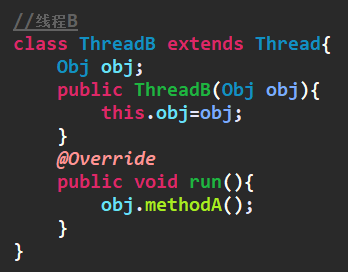 //线程B
class ThreadB extends Thread{
    Obj obj;
    public ThreadB(Obj obj){
        this.obj=obj;
    }
    @Override
    public void run(){
        obj.methodA();
    }
}